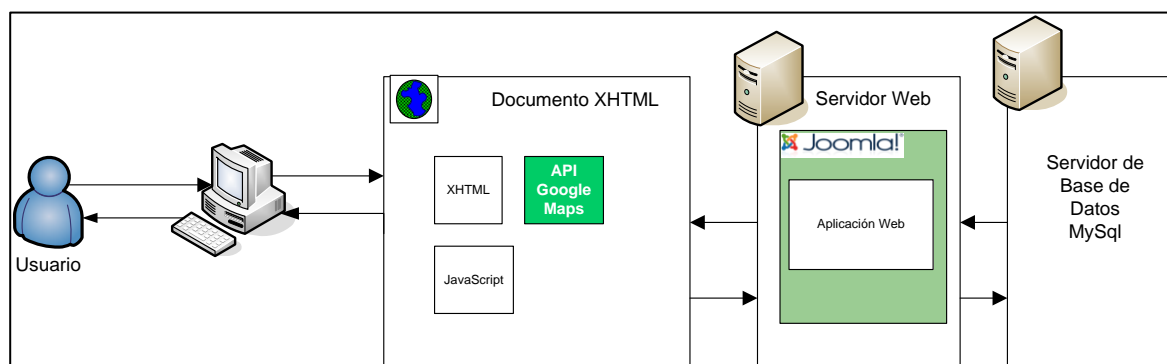 Usuario
Documento XHTML
XHTML
API
Google
Maps
JavaScript
Servidor Web
Joomla!
Aplicación Web
Servidor de
Base de
Datos
MySql